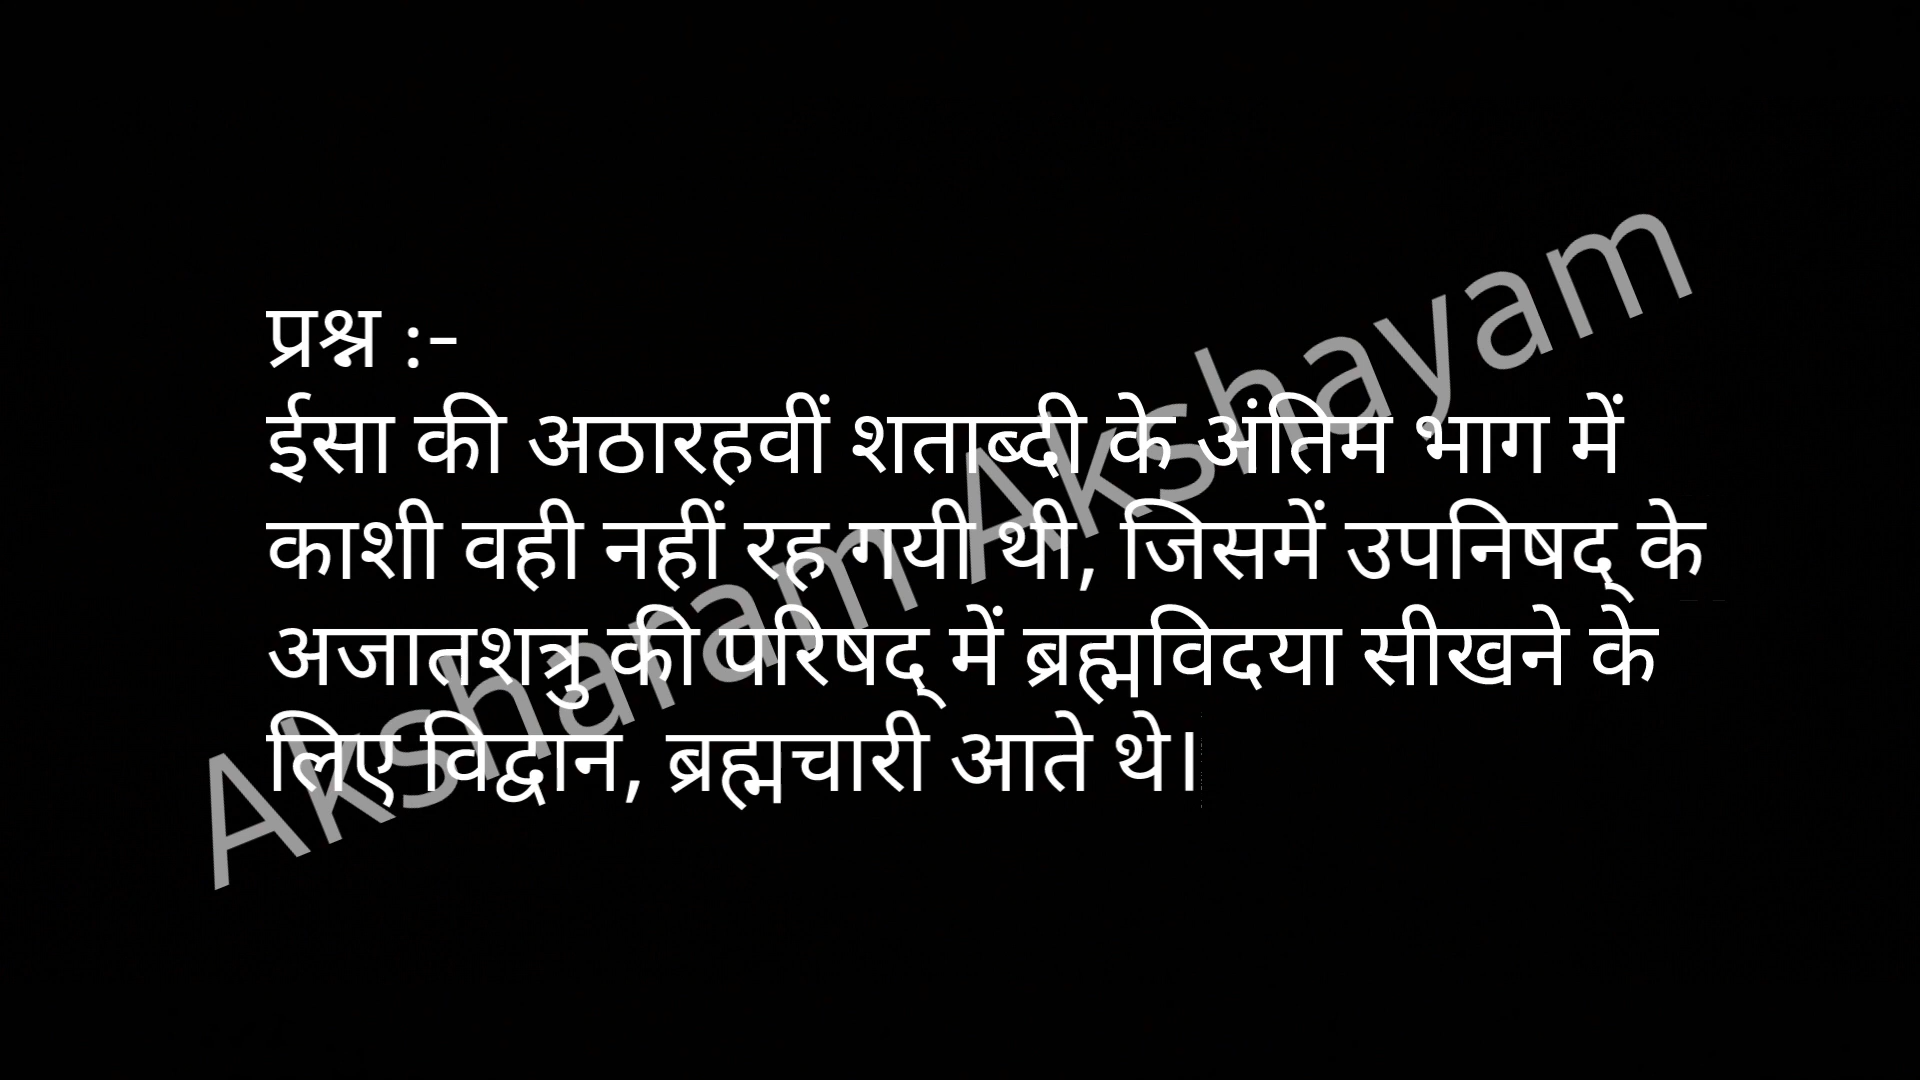 प्रश्न :-
ईसा की अठारहवीं शताब्दी के अंतिम भाग में
काशी वही नहीं रह गयी थी, जिसमें उपनिषद् के
अजातशत्रु की परिषद् में ब्रह्मविदया सीखने के
लिए विद्वान, ब्रह्मचारी आते थे।
Aksharam Akshayam